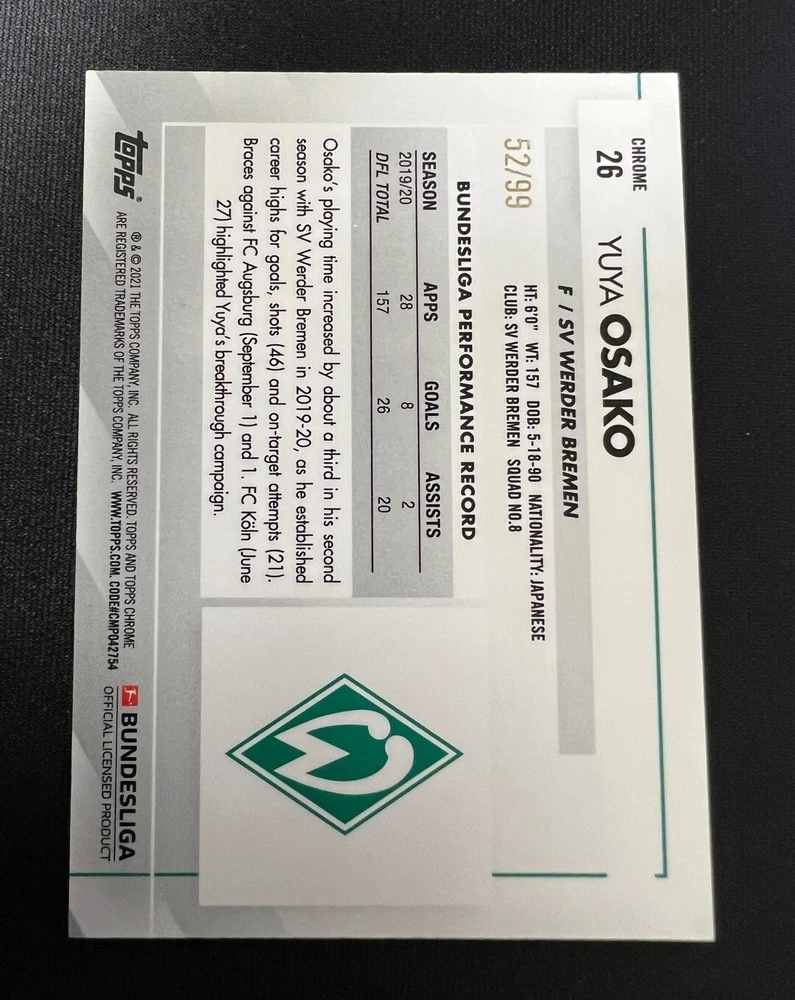 CHROME
26
YUYA OSAKO
F / SV WERDER BREMEN
HT: 6'0" WT: 157 DOB: 5-18-90 NATIONALITY: JAPANESE
CLUB: SV WERDER BREMEN SQUAD NO.8
52/99
BUNDESLIGA PERFORMANCE RECORD
SEASON APPS GOALS ASSISTS
2019/20 28 8 2
DFL TOTAL 157 26 20
Osako's playing time increased by about a third in his second
season with SV Werder Bremen in 2019-20, as he established
career highs for goals, shots (46) and on-target attempts (21).
Braces against FC Augsburg (September 1) and 1. FC Köln (June
27) highlighted Yuya's breakthrough campaign.
W
topps®
® & © 2021 THE TOPPS COMPANY, INC. ALL RIGHTS RESERVED. TOPPS AND TOPPS CHROME
ARE REGISTERED TRADEMARKS OF THE TOPPS COMPANY, INC. WWW.TOPPS.COM. CODE#CMP042754
BUNDESLIGA
OFFICIAL LICENSED PRODUCT